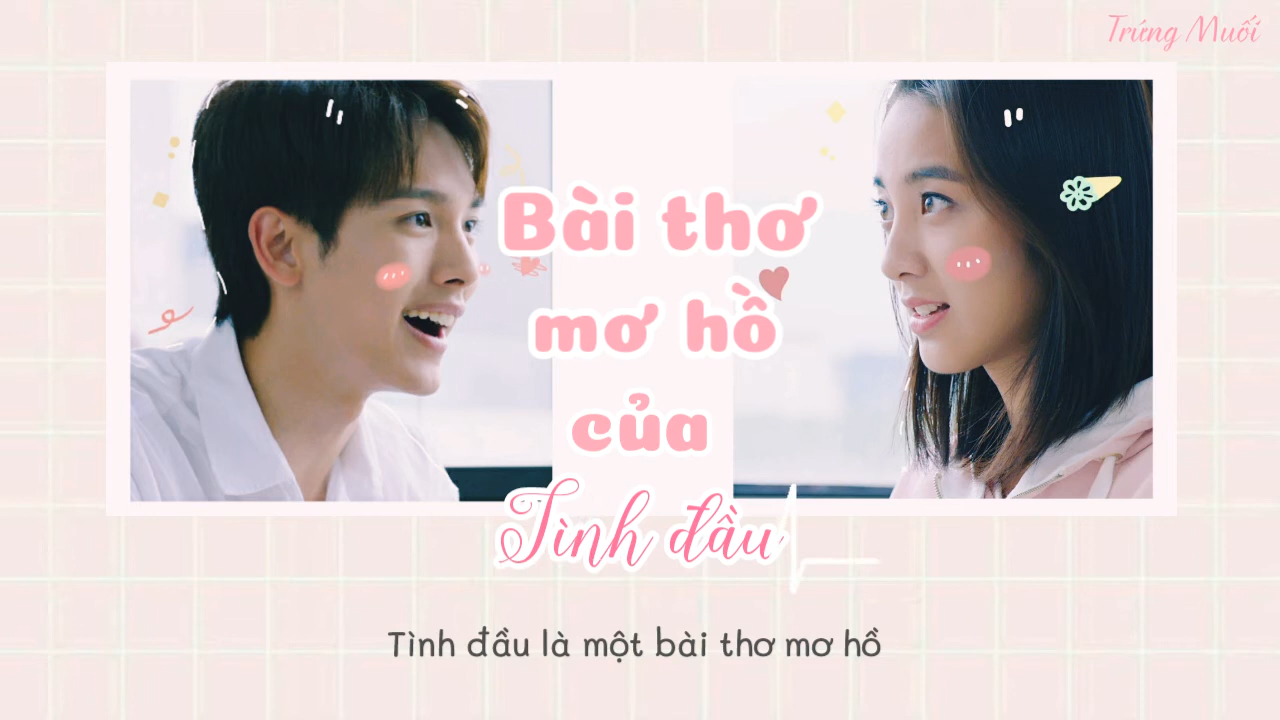 Trứng Muối
Bài thơ
mơ hồ
của
Tình đầu
Tình đầu là một bài thơ mơ hồ